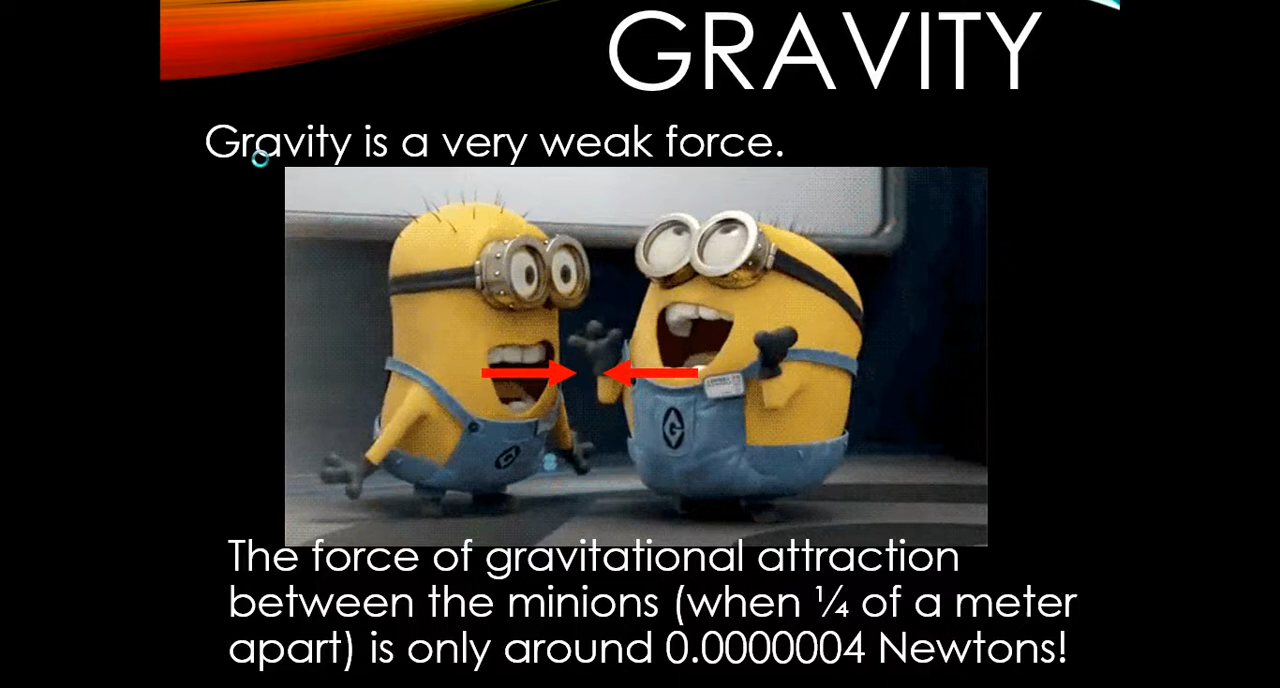 GRAVITY
Gravity is a very weak force.
The force of gravitational attraction
between the minions (when ¼ of a meter
apart) is only around 0.0000004 Newtons!